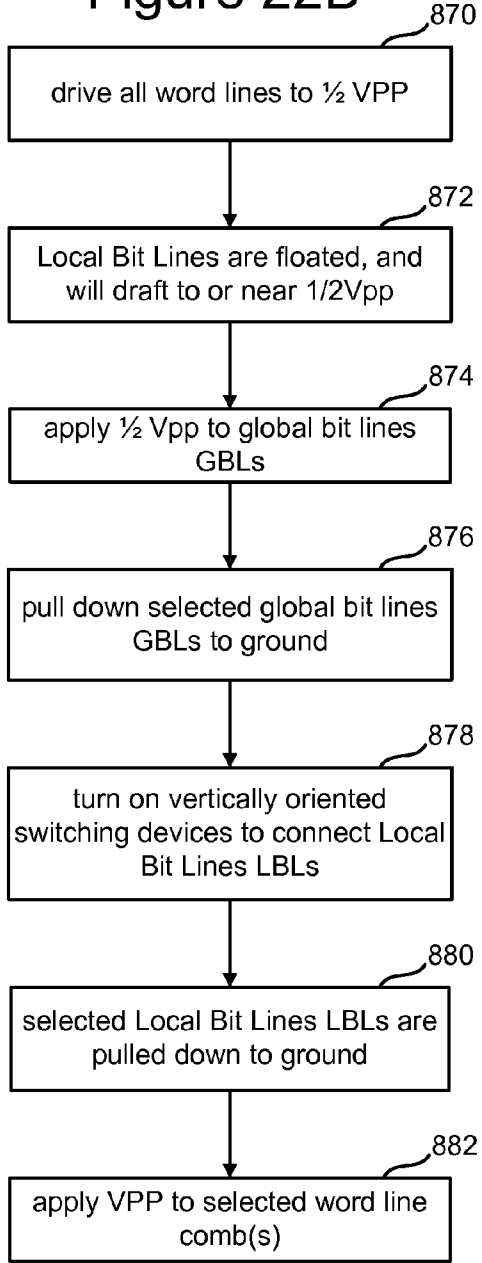 Figure 22B
870
drive all word lines to ½ VPP
872
Local Bit Lines are floated, and
will draft to or near 1/2Vpp
874
apply ½ Vpp to global bit lines
GBLs
876
pull down selected global bit lines
GBLs to ground
878
turn on vertically oriented
switching devices to connect Local
Bit Lines LBLs
880
selected Local Bit Lines LBLs are
pulled down to ground
882
apply VPP to selected word line
comb(s)